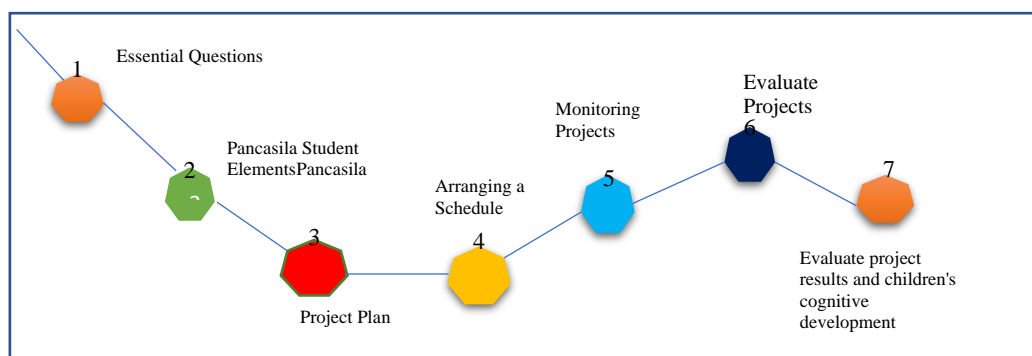 1
Essential Questions
2
Pancasila Student
ElementsPancasila
3
Project Plan
Arranging a
Schedule
4
Monitoring
Projects
5
Evaluate
Projects
6
7
Evaluate project
results and children's
cognitive
development